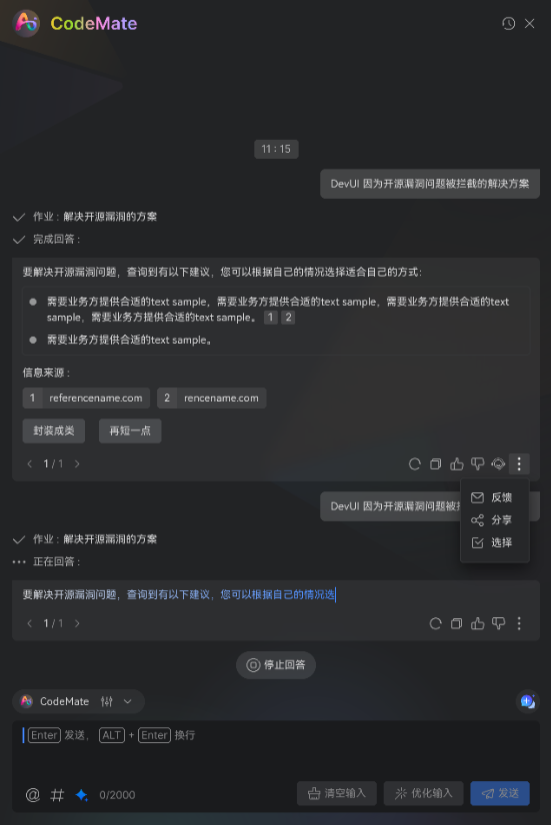 CodeMate
11 : 15
DevUI 因为开源漏洞问题被拦截的解决方案
作业 : 解决开源漏洞的方案
完成回答 :
要解决开源漏洞问题，查询到有以下建议，您可以根据自己的情况选择适合自己的方式：
需要业务方提供合适的text sample，需要业务方提供合适的text sample，需要业务方提供合适的text
sample，需要业务方提供合适的text sample。 1 2
需要业务方提供合适的text sample。
信息来源 :
1 referencename.com 2 rencename.com
封装成类 再短一点
1 / 1
反馈
DevUI 因为开源漏洞问题被
分享
作业 : 解决开源漏洞的方案
选择
正在回答 :
要解决开源漏洞问题，查询到有以下建议，您可以根据自己的情况选
1 / 1
停止回答
CodeMate
Enter 发送， ALT + Enter 换行
@ # 0/2000 清空输入 优化输入 发送